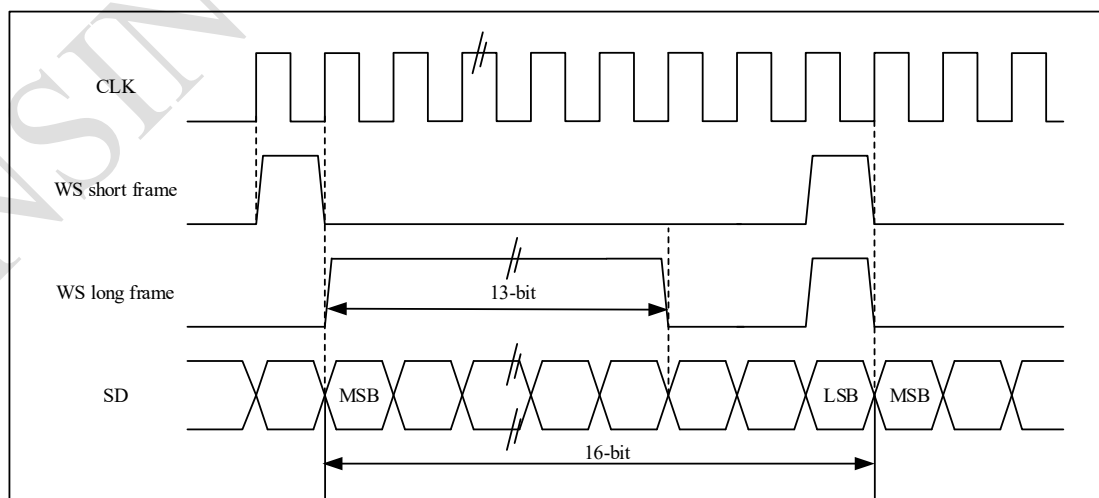 CLK
WS short frame
WS long frame
13-bit
SD
MSB
LSB
MSB
16-bit